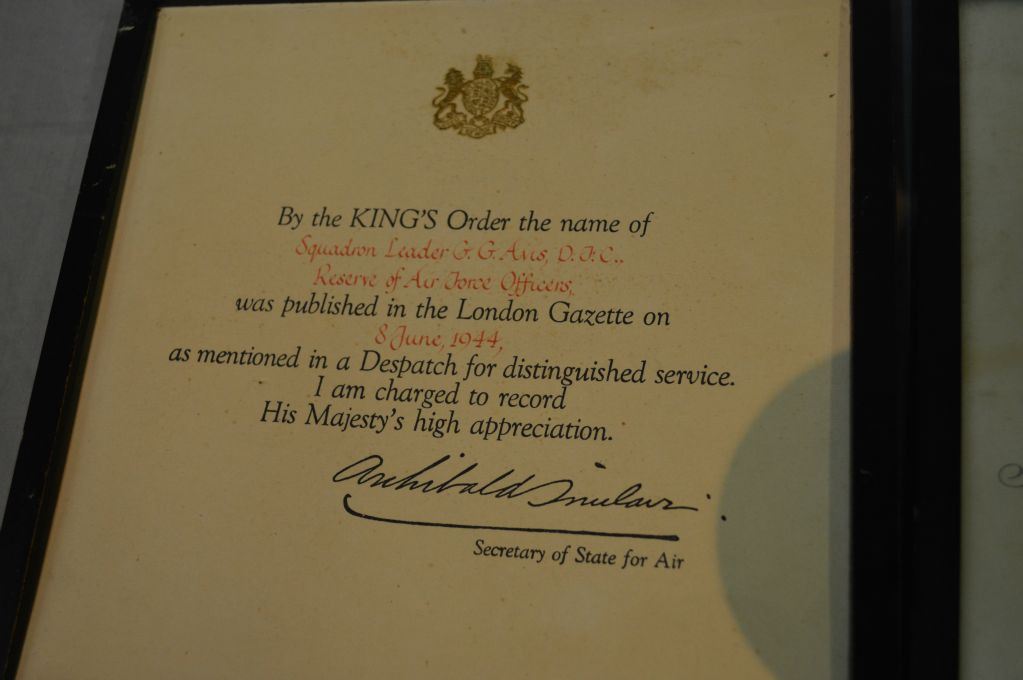 By the KING'S Order the name of
Squadron Leader G. G. Avis, D.F.C.,
Reserve of Air Force Officers,
was published in the London Gazette on
8 June, 1944,
as mentioned in a Despatch for distinguished service.
I am charged to record
His Majesty's high appreciation.
Archibald Sinclair
Secretary of State for Air